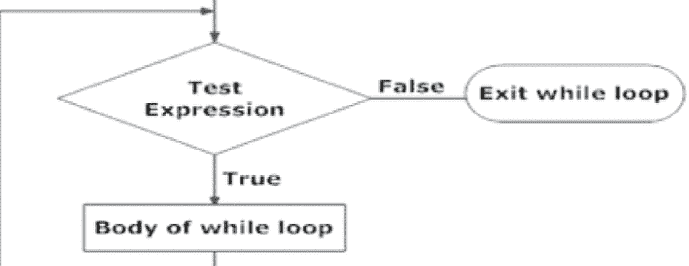 Test
Expression
False
Exit while loop
True
Body of while loop